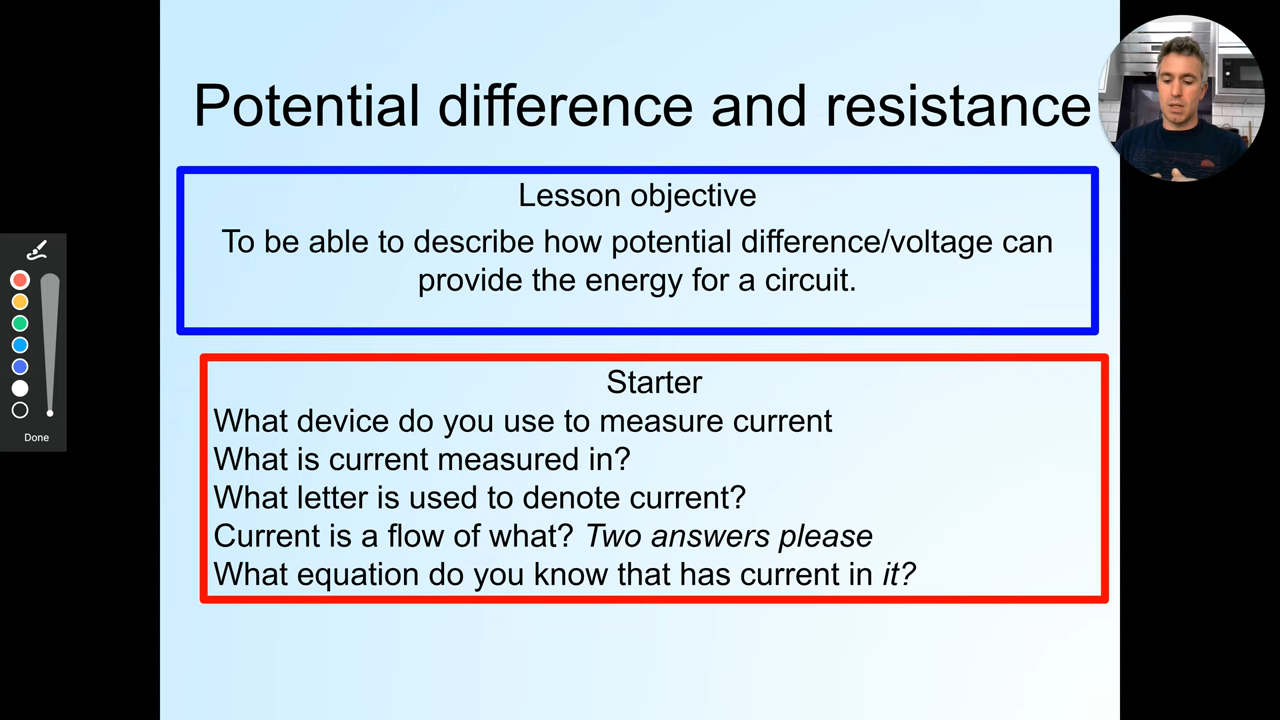 Potential difference and resistance
Lesson objective
To be able to describe how potential difference/voltage can
provide the energy for a circuit.
Starter
What device do you use to measure current
What is current measured in?
What letter is used to denote current?
Current is a flow of what? Two answers please
What equation do you know that has current in it?
Done